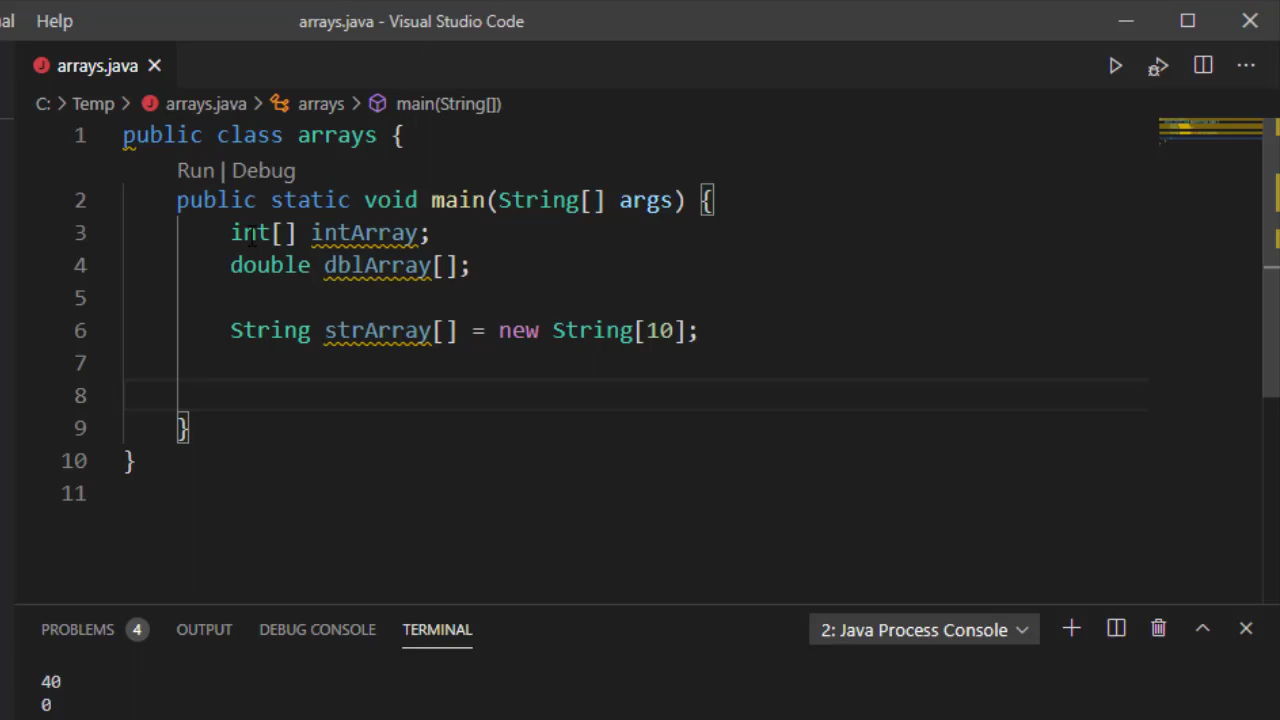 al Help arrays.java - Visual Studio Code
J arrays.java
C: > Temp > J arrays.java > arrays > main(String[])
1 public class arrays {
Run | Debug
2 public static void main(String[] args) {
3 int[] intArray;
4 double dblArray[];
5
6 String strArray[] = new String[10];
7
8
9 }
10 }
11
PROBLEMS 4 OUTPUT DEBUG CONSOLE TERMINAL 2: Java Process Console
40
0